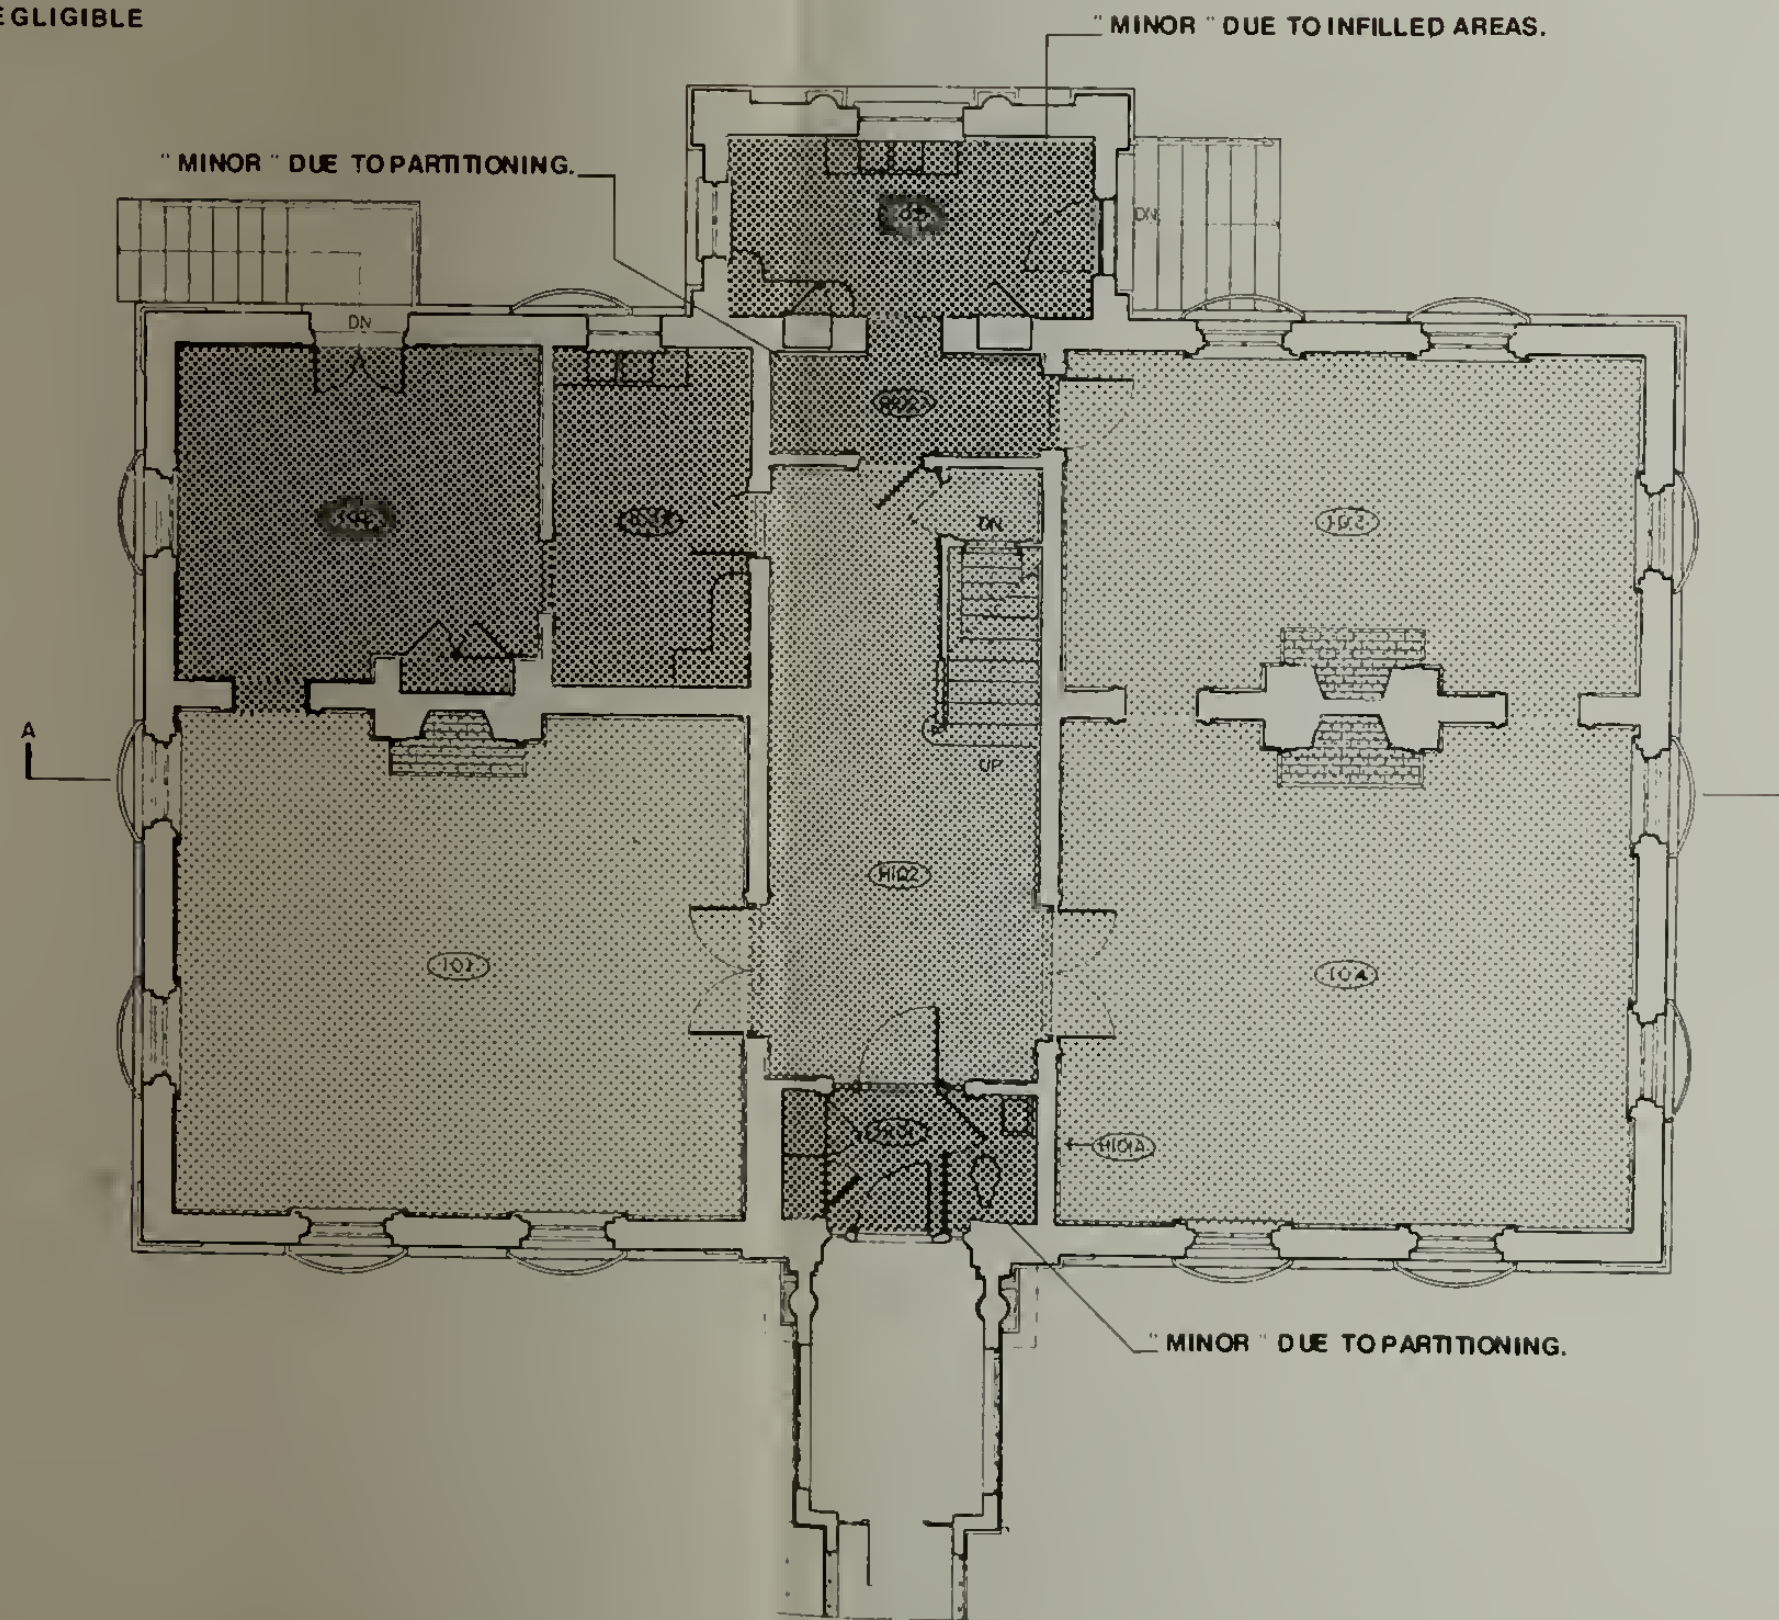 EGLIGIBLE
" MINOR " DUE TO INFILLED AREAS.
" MINOR " DUE TO PARTITIONING.
DN
DN
DN
103
A
UP
H102
101
104
H101A
" MINOR " DUE TO PARTITIONING.